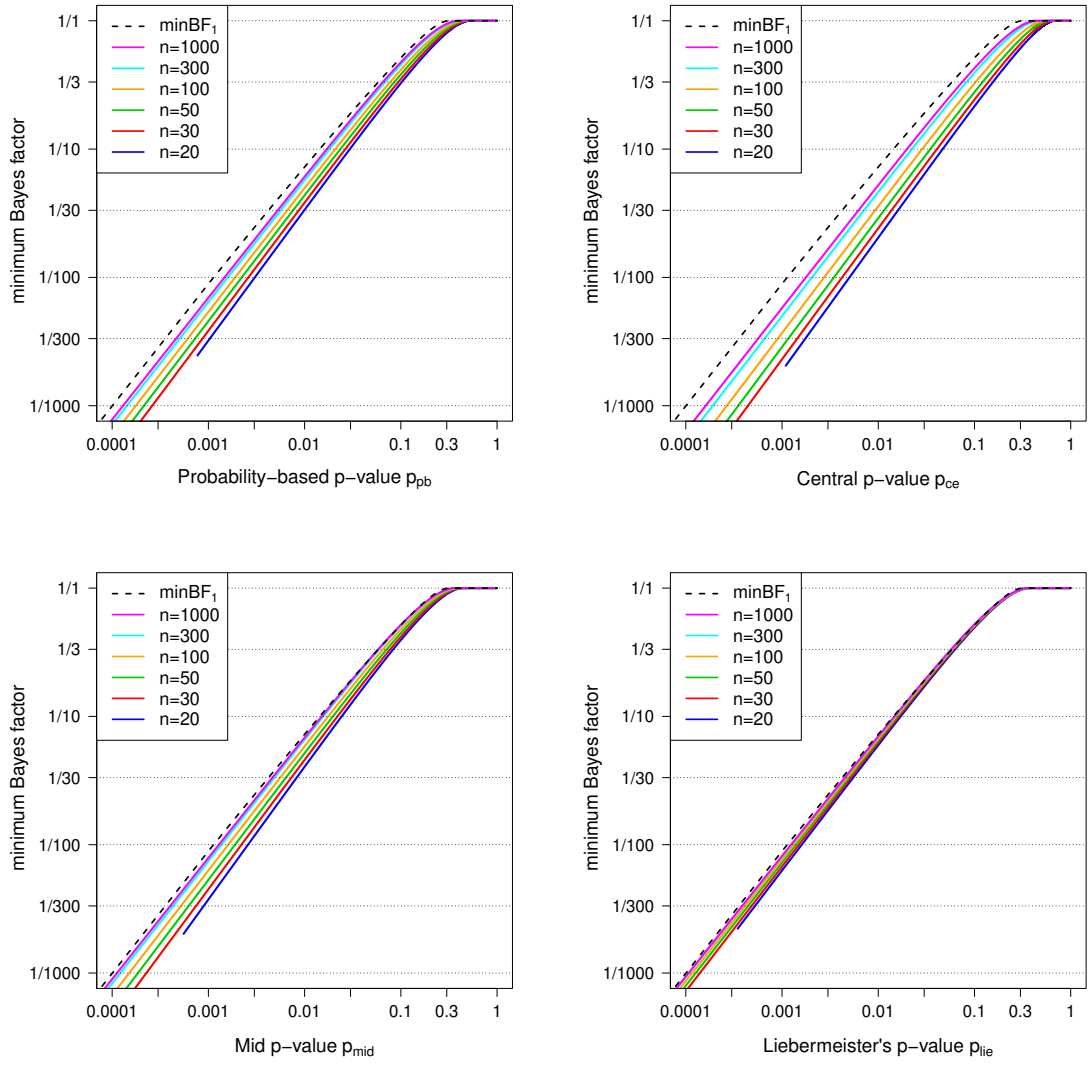 minBF1
n=1000
n=300
n=100
n=50
n=30
n=20
1/1
1/3
1/10
1/30
1/100
1/300
1/1000
minimum Bayes factor
0.0001 0.001 0.01 0.1 0.3 1
Probability−based p−value ppb
minBF1
n=1000
n=300
n=100
n=50
n=30
n=20
1/1
1/3
1/10
1/30
1/100
1/300
1/1000
minimum Bayes factor
0.0001 0.001 0.01 0.1 0.3 1
Central p−value pce
minBF1
n=1000
n=300
n=100
n=50
n=30
n=20
1/1
1/3
1/10
1/30
1/100
1/300
1/1000
minimum Bayes factor
0.0001 0.001 0.01 0.1 0.3 1
Mid p−value pmid
minBF1
n=1000
n=300
n=100
n=50
n=30
n=20
1/1
1/3
1/10
1/30
1/100
1/300
1/1000
minimum Bayes factor
0.0001 0.001 0.01 0.1 0.3 1
Liebermeister's p−value plie